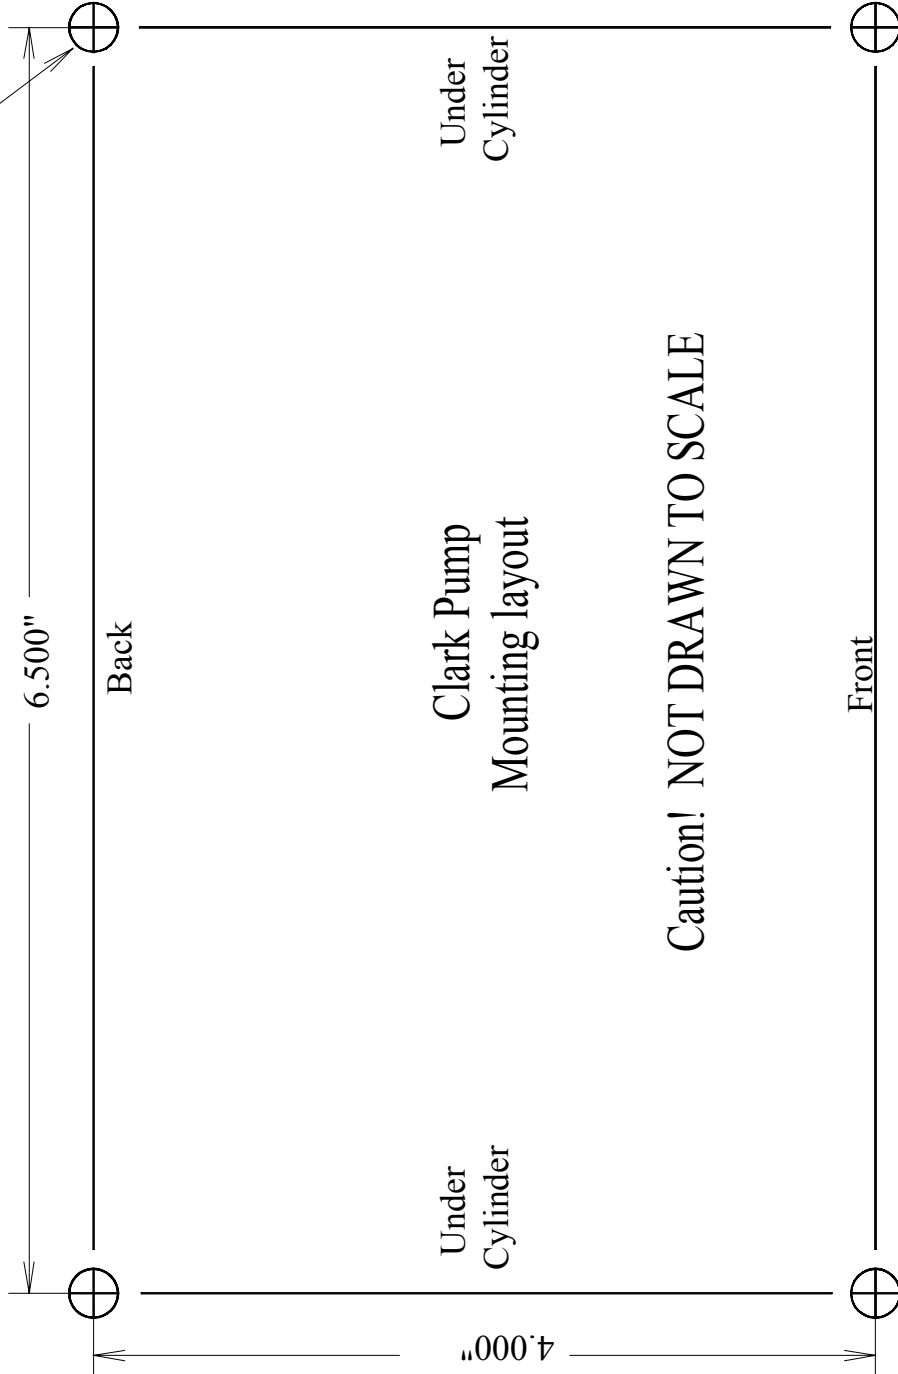 6.500"
Back
Under
Cylinder
Clark Pump
Mounting layout
Under
Cylinder
Caution! NOT DRAWN TO SCALE
Front
4.000"